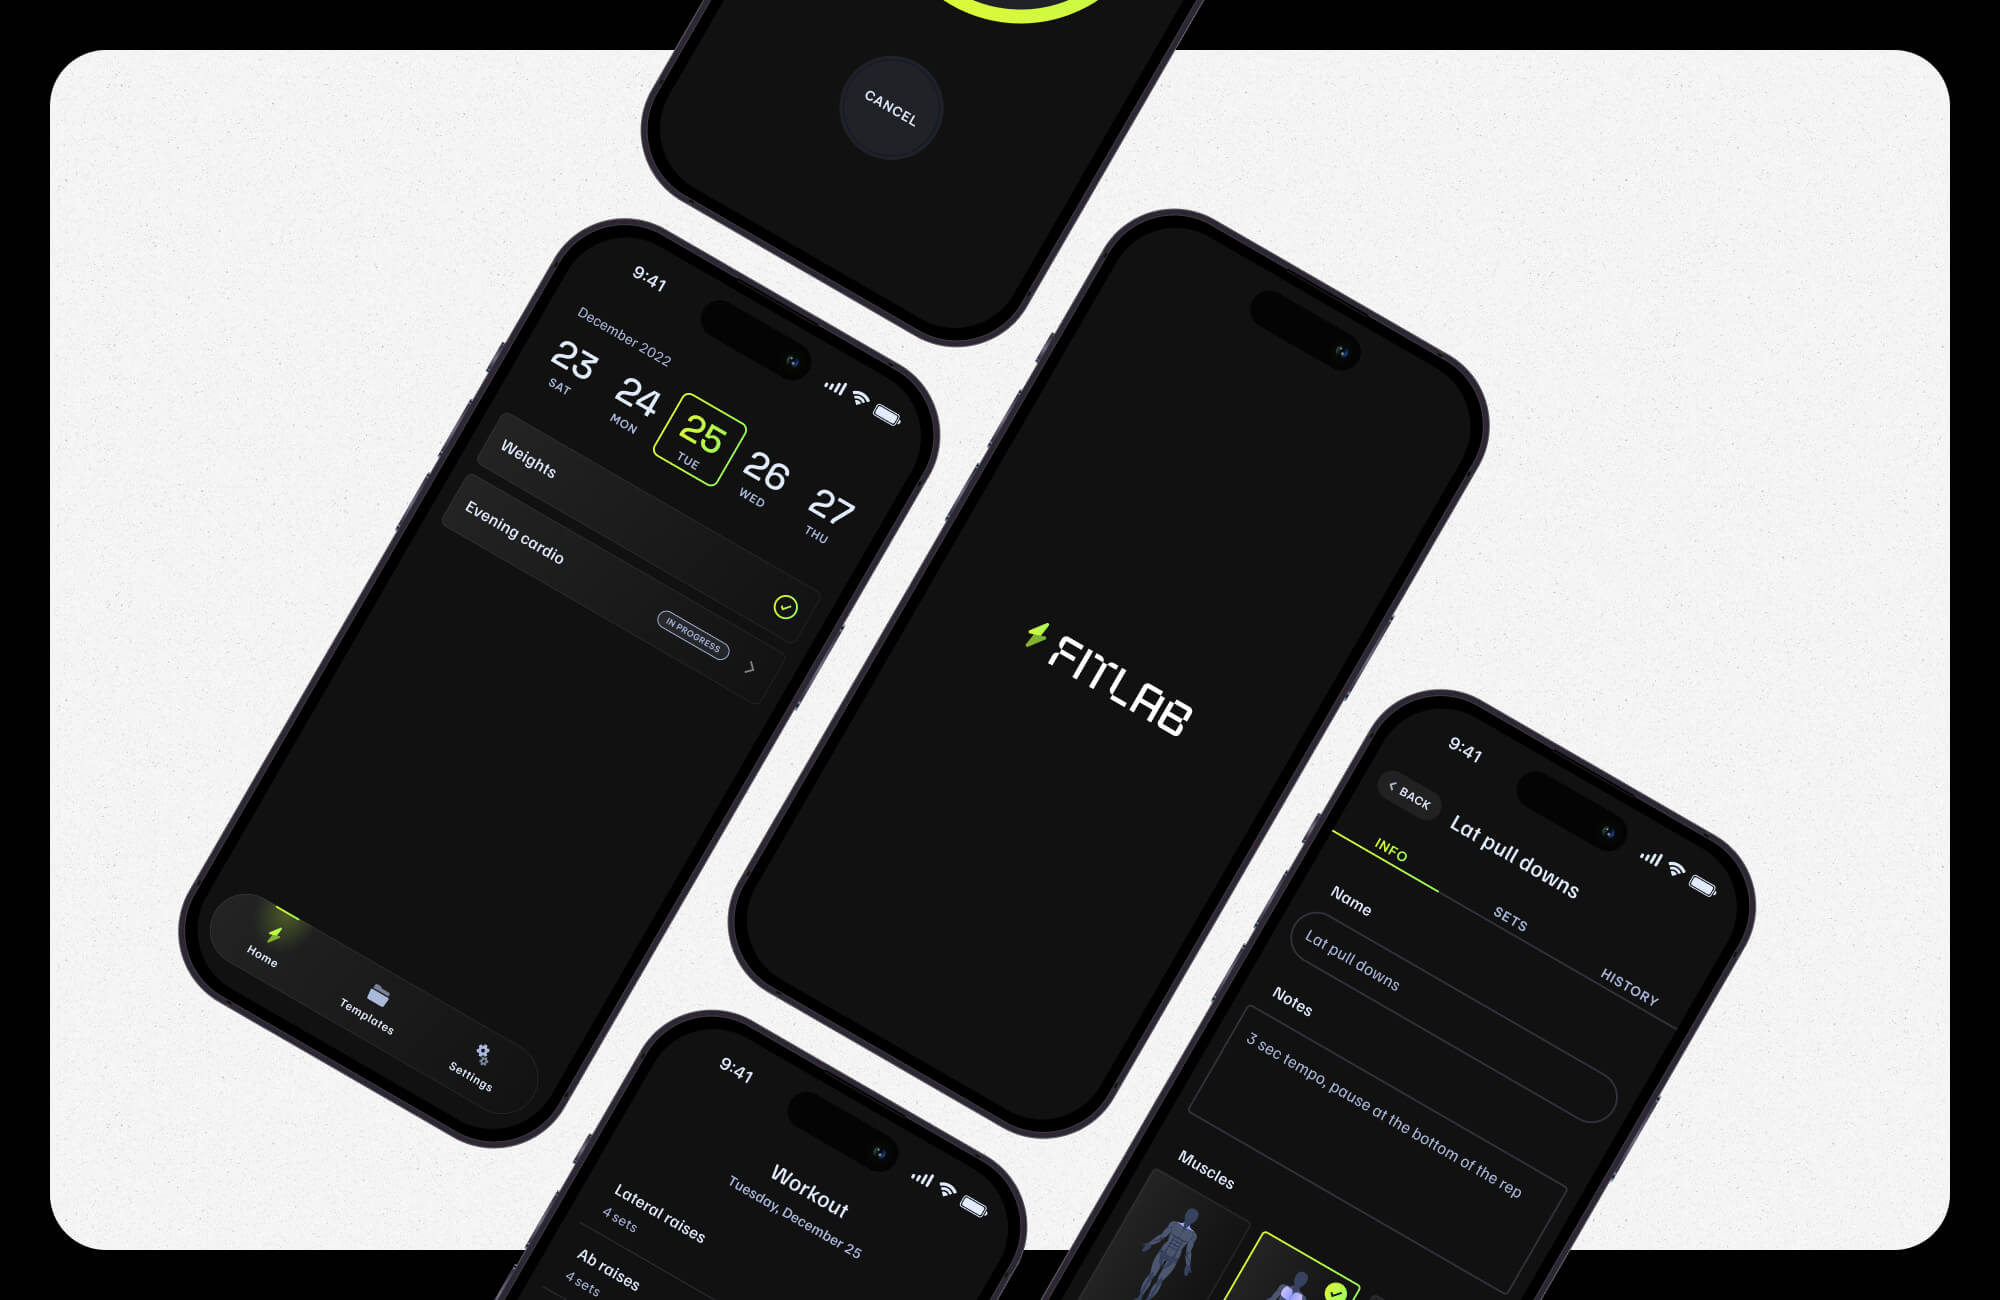 CANCEL
9:41
December 2022
23
SAT
24
MON
25
TUE
26
WED
27
THU
Weights
Evening cardio
IN PROGRESS
Home
Templates
Settings
FITLAB
9:41
BACK
Lat pull downs
INFO
SETS
HISTORY
Name
Lat pull downs
Notes
3 sec tempo, pause at the bottom of the rep
Muscles
9:41
Workout
Tuesday, December 25
Lateral raises
4 sets
Ab raises
4 sets